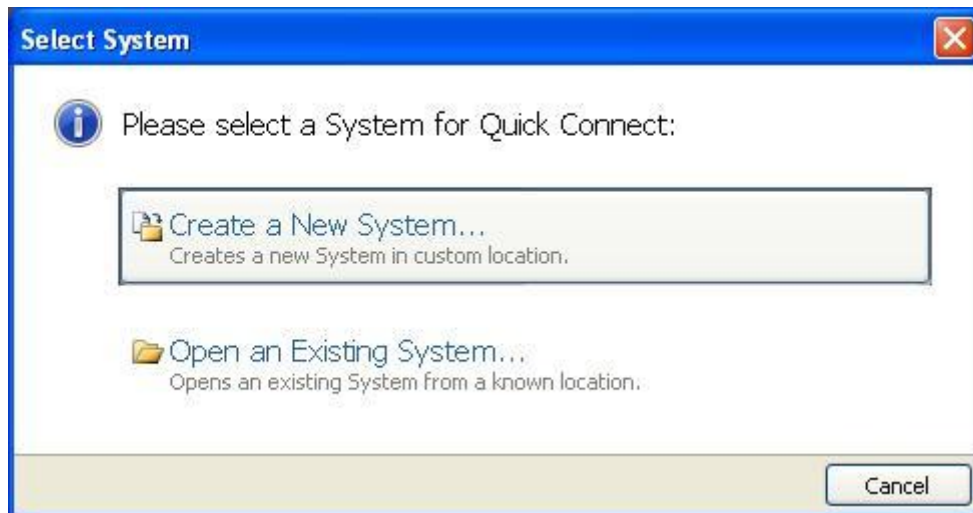 Select System
Please select a System for Quick Connect:
Create a New System...
Creates a new System in custom location.
Open an Existing System...
Opens an existing System from a known location.
Cancel